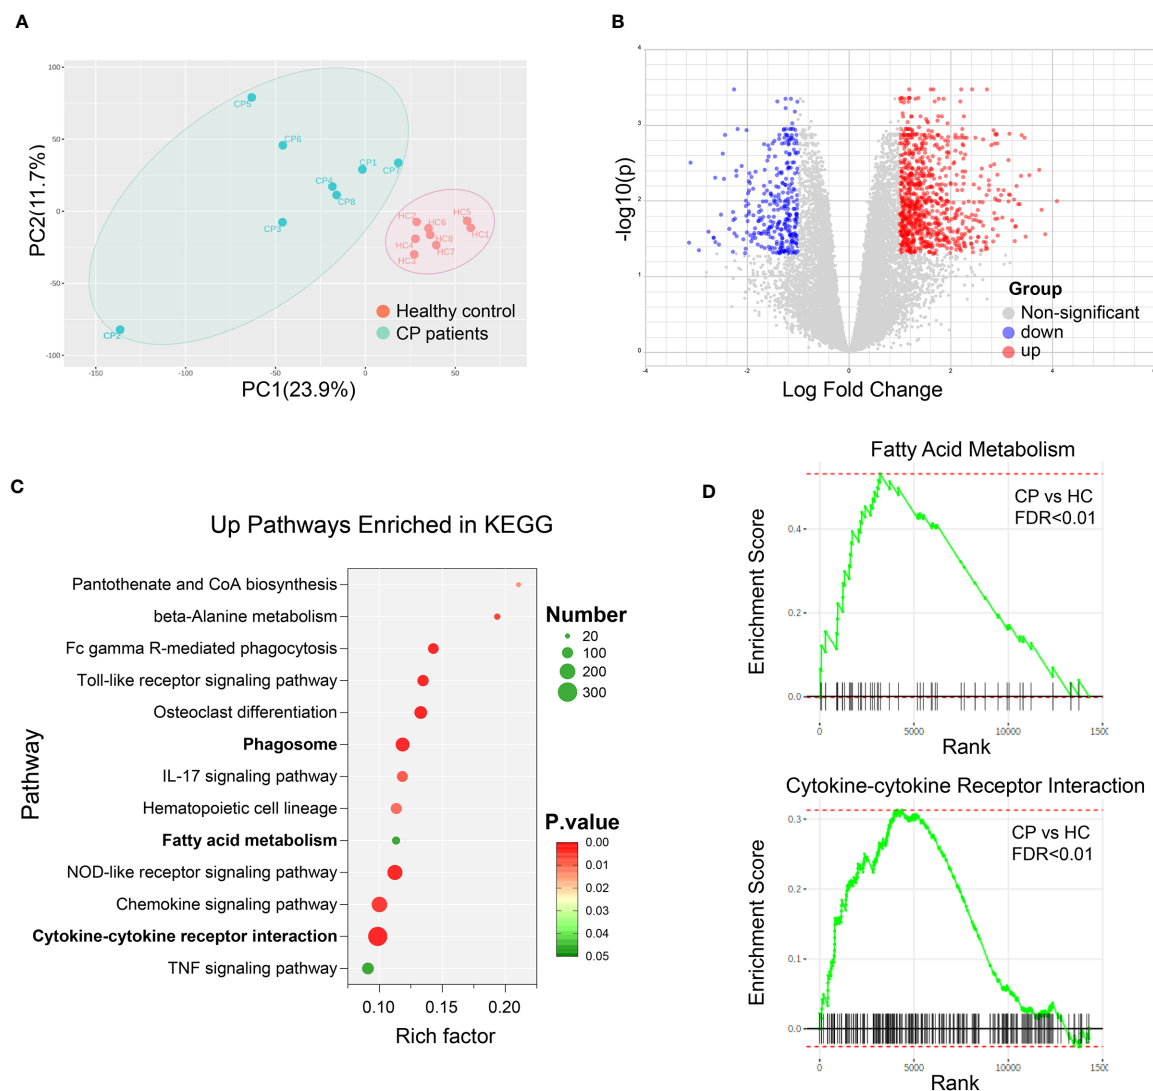 A
PC2(11.7%)
100
50
0
-50
-100
CP5
CP6
CP1
CP7
CP4
CP8
CP3
CP2
HC2
HC6
HC5
HC1
HC4
HC8
HC7
HC3
Healthy control
CP patients
-150
-100
-50
0
50
PC1(23.9%)
B
-log10(p)
4
3
2
1
0
Group
Non-significant
down
up
-4
-2
0
2
4
6
Log Fold Change
C
Up Pathways Enriched in KEGG
Pathway
Pantothenate and CoA biosynthesis
beta-Alanine metabolism
Fc gamma R-mediated phagocytosis
Toll-like receptor signaling pathway
Osteoclast differentiation
Phagosome
IL-17 signaling pathway
Hematopoietic cell lineage
Fatty acid metabolism
NOD-like receptor signaling pathway
Chemokine signaling pathway
Cytokine-cytokine receptor interaction
TNF signaling pathway
0.10
0.15
0.20
Rich factor
Number
20
100
200
300
P.value
0.00
0.01
0.02
0.03
0.04
0.05
D
Fatty Acid Metabolism
CP vs HC
FDR<0.01
Enrichment Score
0.4
0.2
0.0
0
5000
10000
1500
Rank
Cytokine-cytokine Receptor Interaction
CP vs HC
FDR<0.01
Enrichment Score
0.3
0.2
0.1
0.0
0
5000
10000
1500
Rank